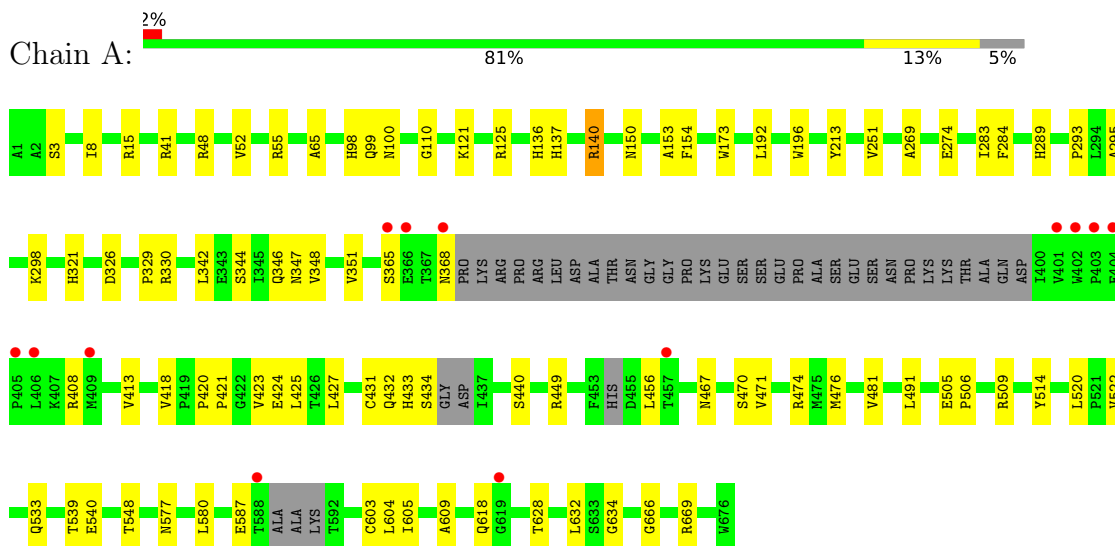 2%
Chain A:
81% 13% 5%
A1 A2 S3 I8 R15 R41 R48 V52 R55 A65 H98 Q99 N100 G110 K121 R125 H136 H137 R140 N150 A153 F154 W173 L192 W196 Y213 V251 A269 E274 I283 F284 H289 P293 L294 A295
K298 H321 D326 P329 R330 L342 E343 S344 I345 Q346 N347 V348 V351 S365 E366 T367 N368 PRO LYS ARG PRO ARG LEU ASP ALA THR ASN GLY GLY PRO LYS GLU SER SER GLU PRO ALA SER GLU SER ASN PRO LYS LYS THR ALA GLN ASP I400 V401 W402 P403 E404
P405 L406 K407 R408 M409 V413 V418 P419 P420 P421 G422 V423 E424 L425 T426 L427 C431 Q432 H433 S434 GLY ASP I437 S440 R449 F453 HIS D455 L456 T457 N467 S470 V471 R474 M475 M476 V481 L491 E505 P506 R509 Y514 L520 P521 V522
Q533 T539 E540 T548 N577 L580 E587 T588 ALA ALA LYS T592 C603 L604 I605 A609 Q618 G619 T628 L632 S633 G634 G666 R669 W676